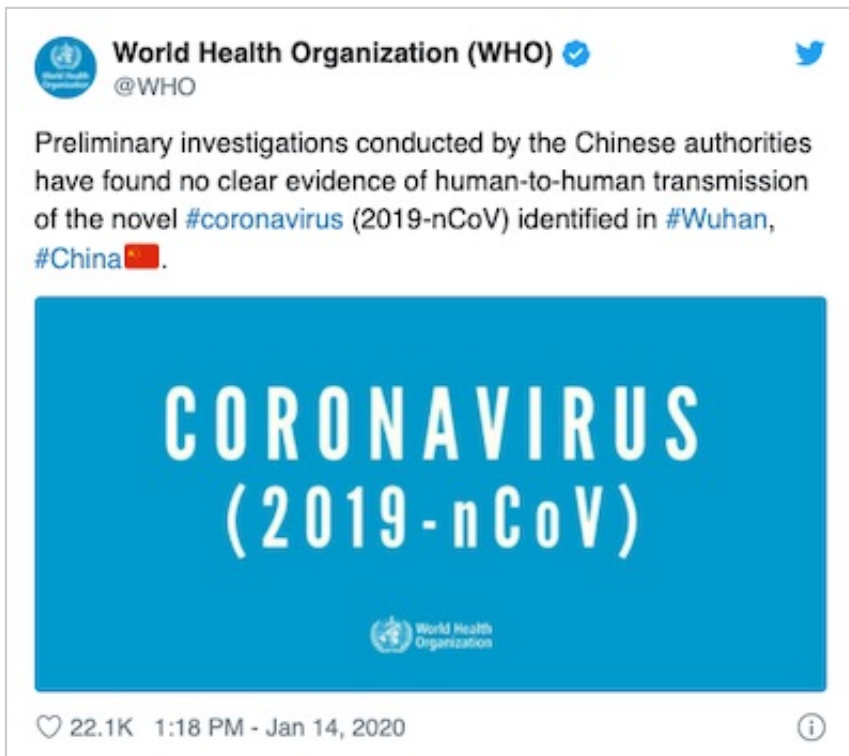 World Health Organization (WHO)
@WHO
Preliminary investigations conducted by the Chinese authorities
have found no clear evidence of human-to-human transmission
of the novel #coronavirus (2019-nCoV) identified in #Wuhan,
#China🇨🇳.
CORONAVIRUS
(2019-nCoV)
World Health
Organization
22.1K 1:18 PM - Jan 14, 2020